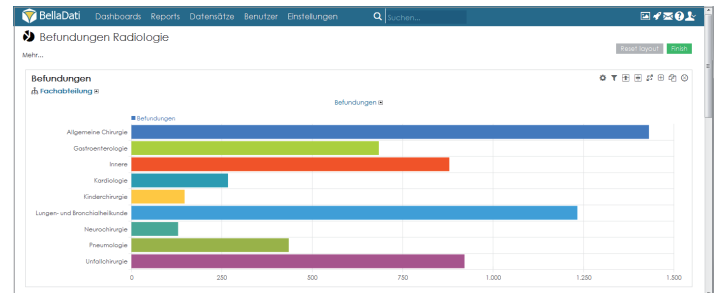 BellaDati Dashboards Reports Datensätze Benutzer Einstellungen Suchen...
Befundungen Radiologie
Reset layout Finish
Mehr...
Befundungen
Fachabteilung
Befundungen
Befundungen
Allgemeine Chirurgie
Gastroenterologie
Innere
Kardiologie
Kinderchirurgie
Lungen- und Bronchialheilkunde
Neurochirurgie
Pneumologie
Unfallchirurgie
0 250 500 750 1.000 1.250 1.500